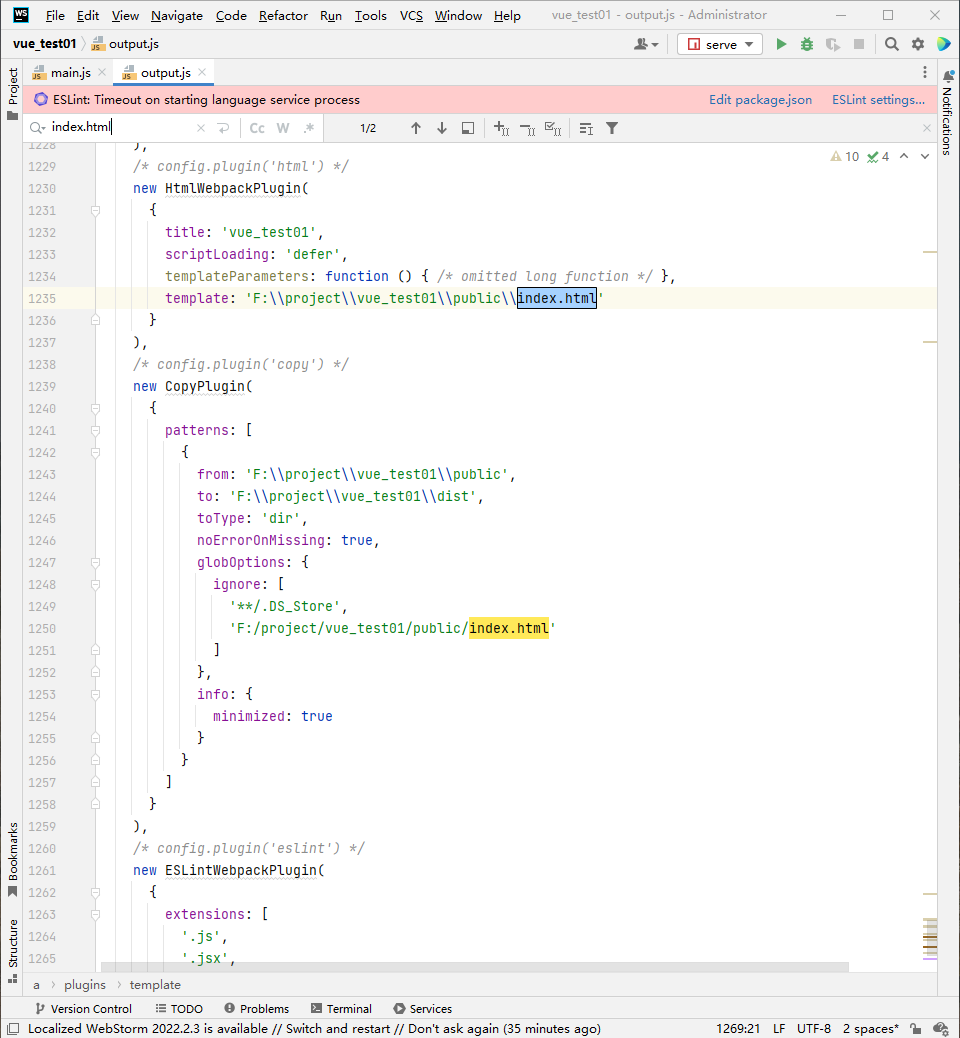 WS File Edit View Navigate Code Refactor Run Tools VCS Window Help vue_test01 - output.js - Administrator
vue_test01 output.js serve
Project
main.js output.js
ESLint: Timeout on starting language service process Edit package.json ESLint settings...
index.html Cc W .* 1/2
Notifications
10 4
1228 ),
1229 /* config.plugin('html') */
1230 new HtmlWebpackPlugin(
1231 {
1232 title: 'vue_test01',
1233 scriptLoading: 'defer',
1234 templateParameters: function () { /* omitted long function */ },
1235 template: 'F:\\project\\vue_test01\\public\\index.html'
1236 }
1237 ),
1238 /* config.plugin('copy') */
1239 new CopyPlugin(
1240 {
1241 patterns: [
1242 {
1243 from: 'F:\\project\\vue_test01\\public',
1244 to: 'F:\\project\\vue_test01\\dist',
1245 toType: 'dir',
1246 noErrorOnMissing: true,
1247 globOptions: {
1248 ignore: [
1249 '**/.DS_Store',
1250 'F:/project/vue_test01/public/index.html'
1251 ]
1252 },
1253 info: {
1254 minimized: true
1255 }
1256 }
1257 ]
1258 }
1259 ),
1260 /* config.plugin('eslint') */
1261 new ESLintWebpackPlugin(
1262 {
1263 extensions: [
1264 '.js',
1265 '.jsx',
Bookmarks
Structure
a plugins template
Version Control TODO Problems Terminal Services
Localized WebStorm 2022.2.3 is available // Switch and restart // Don't ask again (35 minutes ago) 1269:21 LF UTF-8 2 spaces*